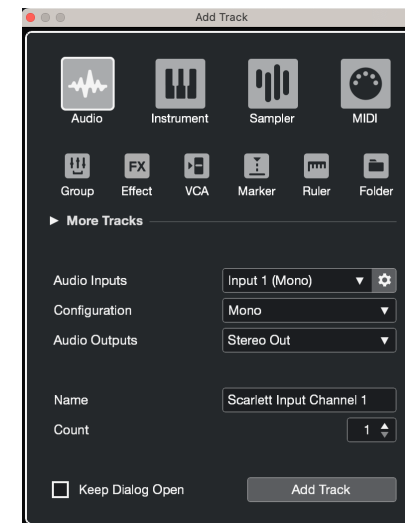 Add Track
Audio Instrument Sampler MIDI
FX
Group Effect VCA Marker Ruler Folder
More Tracks
Audio Inputs Input 1 (Mono)
Configuration Mono
Audio Outputs Stereo Out
Name Scarlett Input Channel 1
Count 1
Keep Dialog Open Add Track